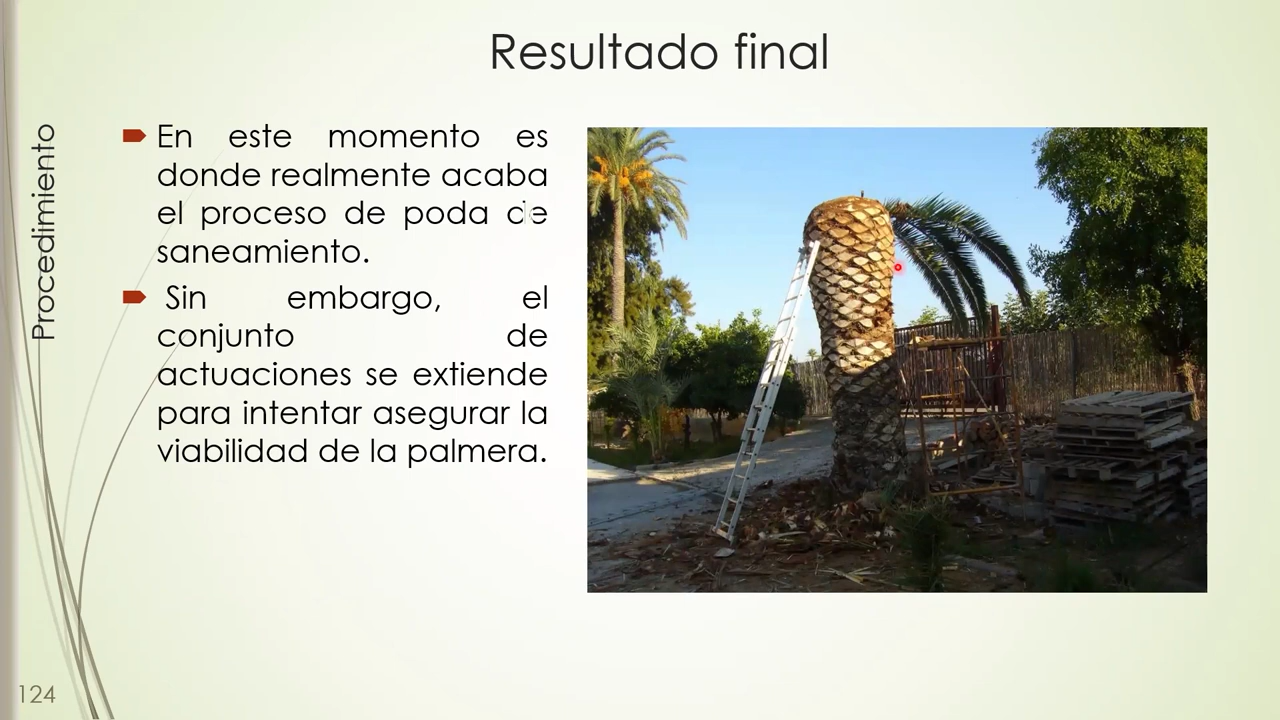 Resultado final
Procedimiento
En este momento es
donde realmente acaba
el proceso de poda de
saneamiento.
Sin embargo, el
conjunto de
actuaciones se extiende
para intentar asegurar la
viabilidad de la palmera.
124